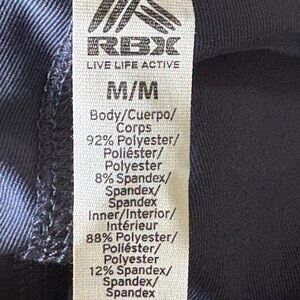 RBX
LIVE LIFE ACTIVE
M/M
Body/Cuerpo/
Corps
92% Polyester/
Poliéster/
Polyester
8% Spandex/
Spandex/
Spandex
Inner/Interior/
Intérieur
88% Polyester/
Poliéster/
Polyester
12% Spandex/
Spandex/
Spandex